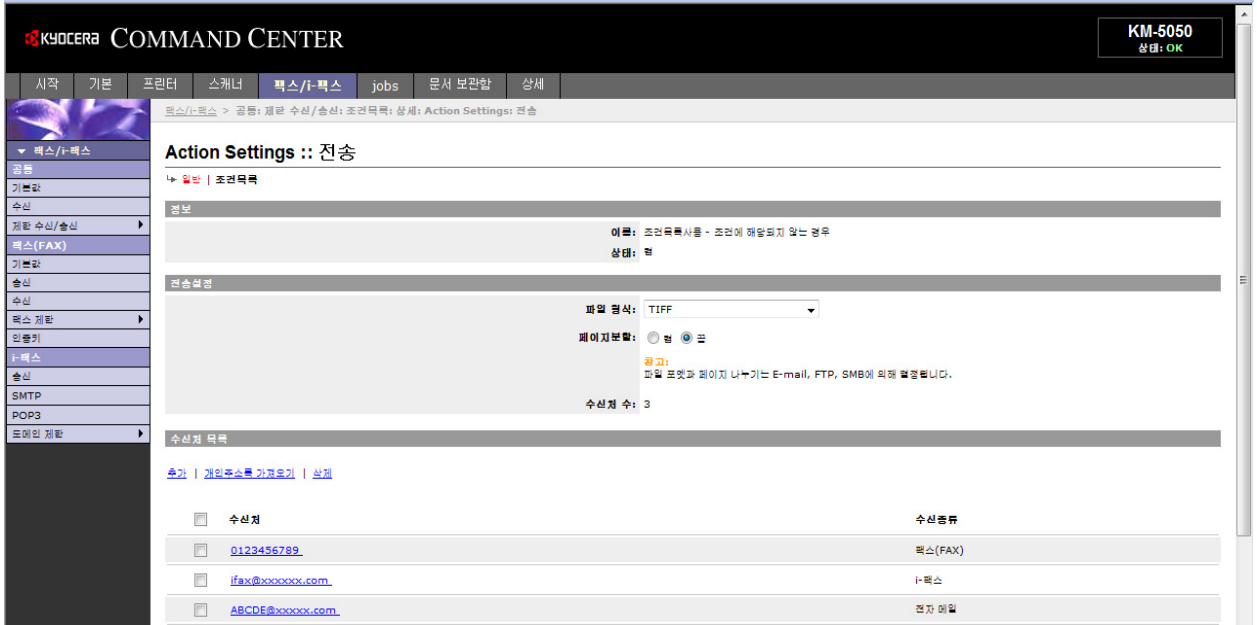 KYOCERA COMMAND CENTER
KM-5050
상태: OK
시작 기본 프린터 스캐너 팩스/i-팩스 jobs 문서 보관함 상세
팩스/i-팩스 > 공통: 제한 수신/송신: 조건목록: 상세: Action Settings: 전송
▼ 팩스/i-팩스
공통
기본값
수신
제한 수신/송신
팩스(FAX)
기본값
송신
수신
팩스 제한
인증키
i-팩스
송신
SMTP
POP3
도메인 제한
Action Settings :: 전송
일반 | 조건목록
정보
이름: 조건목록사용 - 조건에 해당되지 않는 경우
상태: 켬
전송설정
파일 형식: TIFF
페이지분할: 켬 끔
광고:
파일 포맷과 페이지 나누기는 E-mail, FTP, SMB에 의해 결정됩니다.
수신처 수: 3
수신처 목록
추가 | 개인주소록 가져오기 | 삭제
수신처 수신종류
0123456789 팩스(FAX)
ifax@xxxxxx.com i-팩스
ABCDE@xxxxx.com 전자 메일